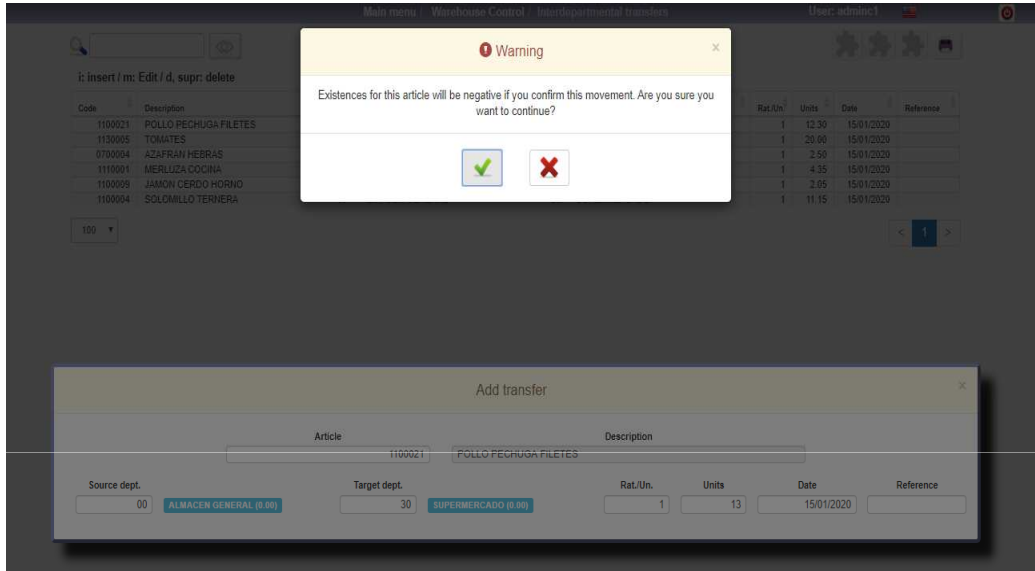 Main menu / Warehouse Control / Interdepartmental transfers User: adminc1
Warning x
i: insert / m: Edit / d, supr: delete
Existences for this article will be negative if you confirm this movement. Are you sure you
want to continue?
Code Description Rat./Un Units Date Reference
1100021 POLLO PECHUGA FILETES 1 12.30 15/01/2020
1130005 TOMATES 1 20.00 15/01/2020
0700004 AZAFRAN HEBRAS 1 2.50 15/01/2020
1110001 MERLUZA COCINA 1 4.35 15/01/2020
1100009 JAMON CERDO HORNO 1 2.05 15/01/2020
1100004 SOLOMILLO TERNERA 1 11.15 15/01/2020
100 < 1 >
Add transfer x
Article Description
1100021 POLLO PECHUGA FILETES
Source dept. Target dept. Rat./Un. Units Date Reference
00 ALMACEN GENERAL (0.00) 30 SUPERMERCADO (0.00) 1 13 15/01/2020